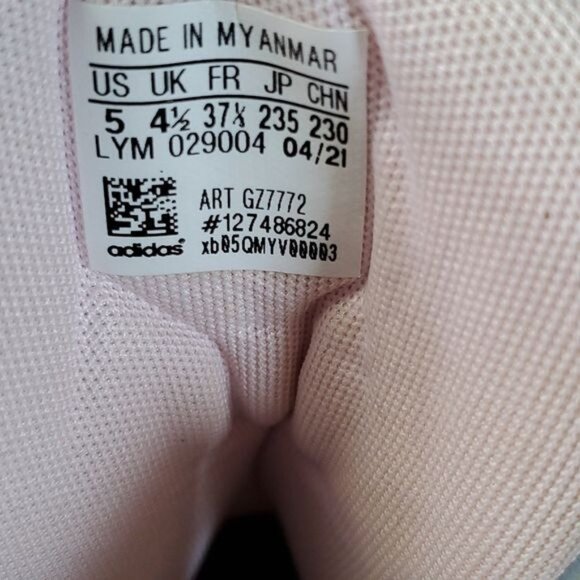 MADE IN MYANMAR
US UK FR JP CHN
5 4½ 37⅓ 235 230
LYM 029004 04/21
ART GZ7772
#127486824
adidas xb05QMYV00003